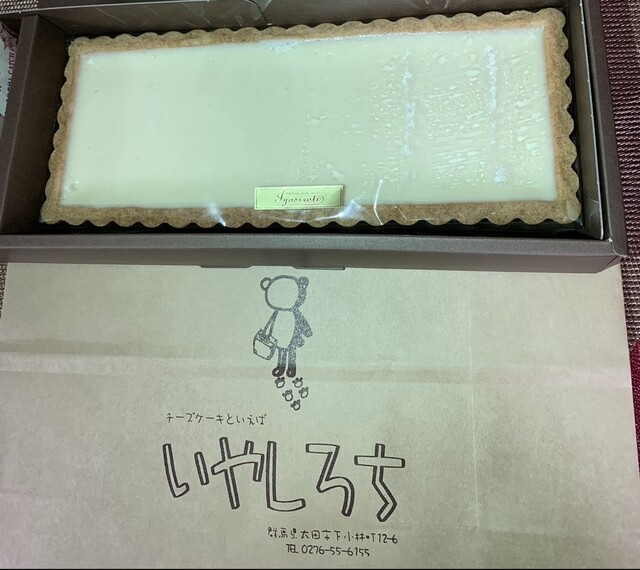 Iyacirotiy
チーズケーキといえば
いやしろち
群馬県太田市下小林町712-6
TEL 0276-55-6155